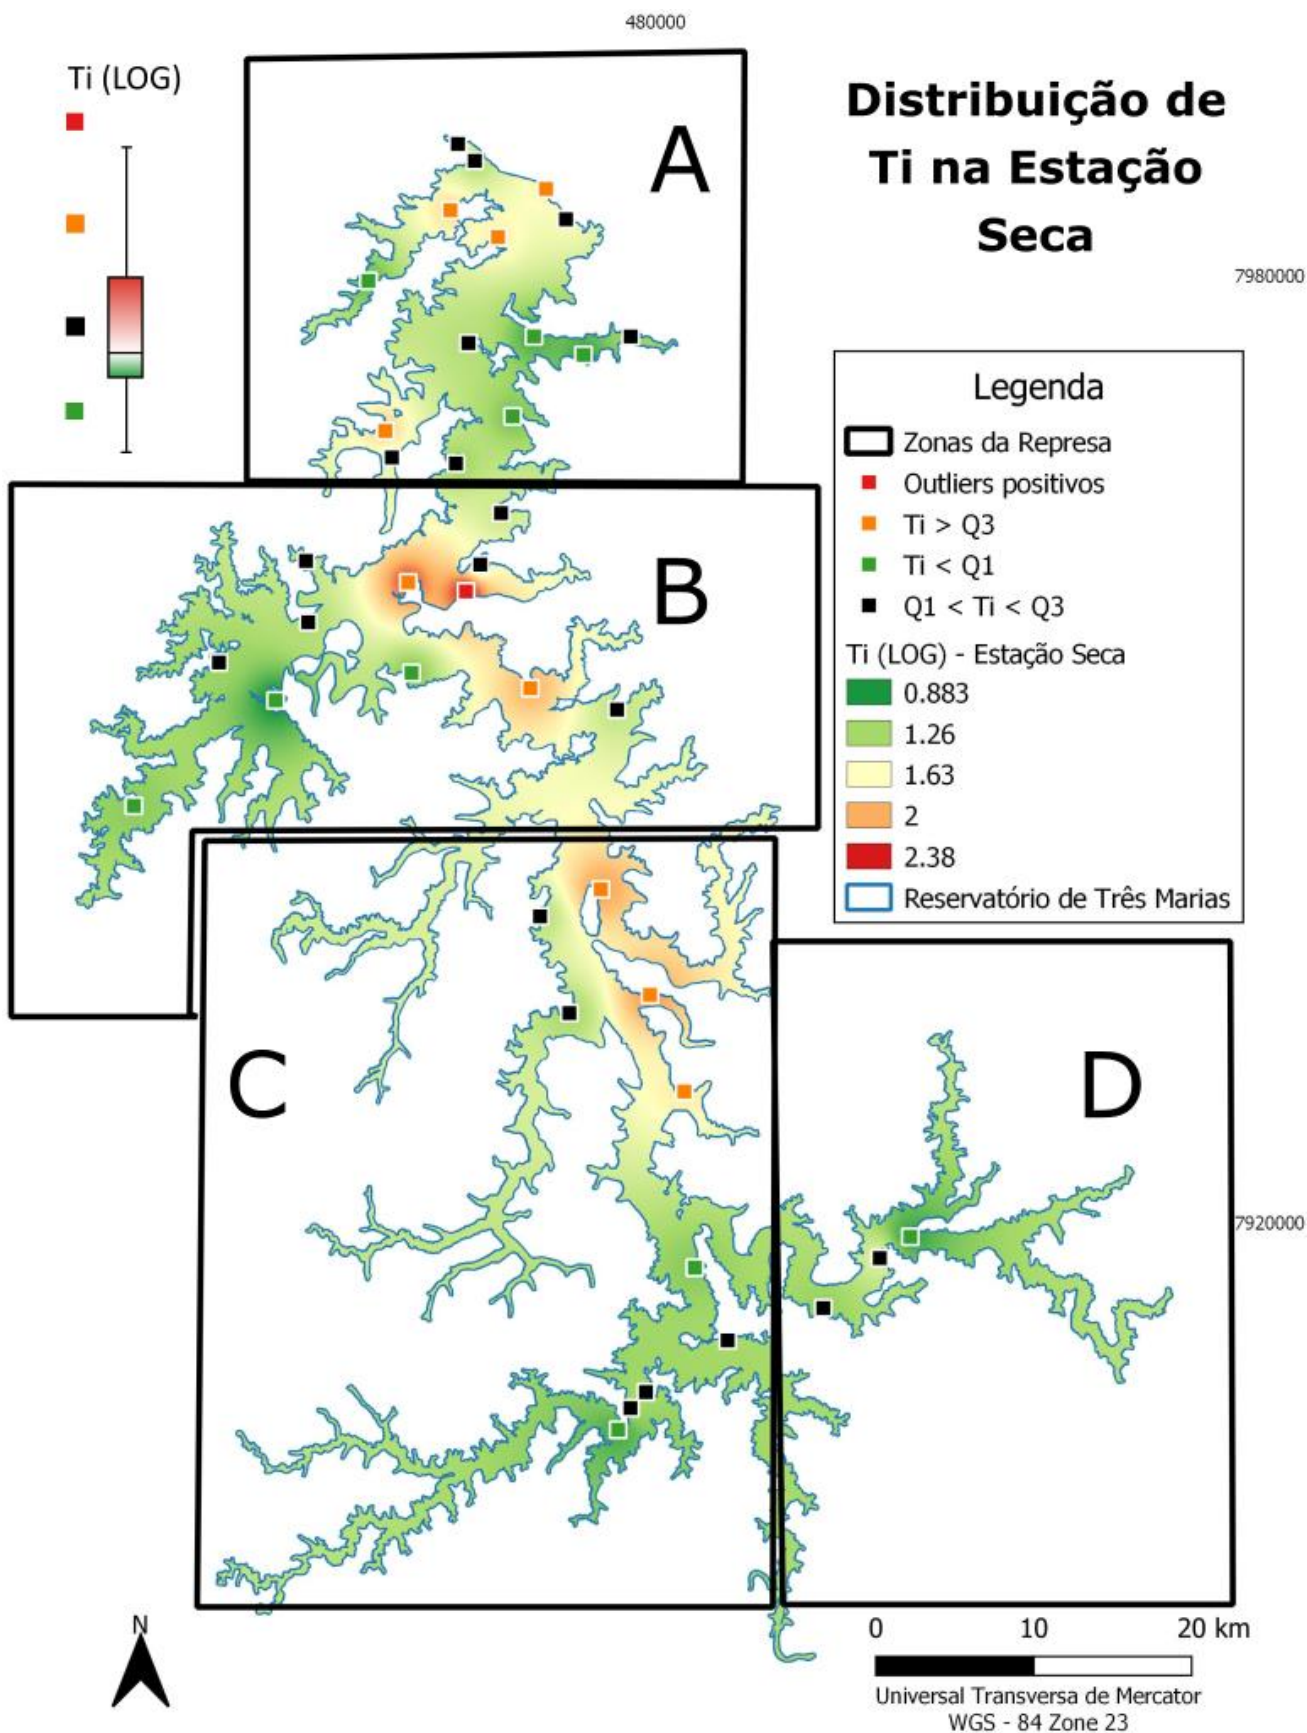 480000
Ti (LOG)
Distribuição de
Ti na Estação
Seca
A
7980000
Legenda
Zonas da Represa
Outliers positivos
Ti > Q3
Ti < Q1
Q1 < Ti < Q3
Ti (LOG) - Estação Seca
0.883
1.26
1.63
2
2.38
Reservatório de Três Marias
B
C
D
7920000
N
0 10 20 km
Universal Transversa de Mercator
WGS - 84 Zone 23